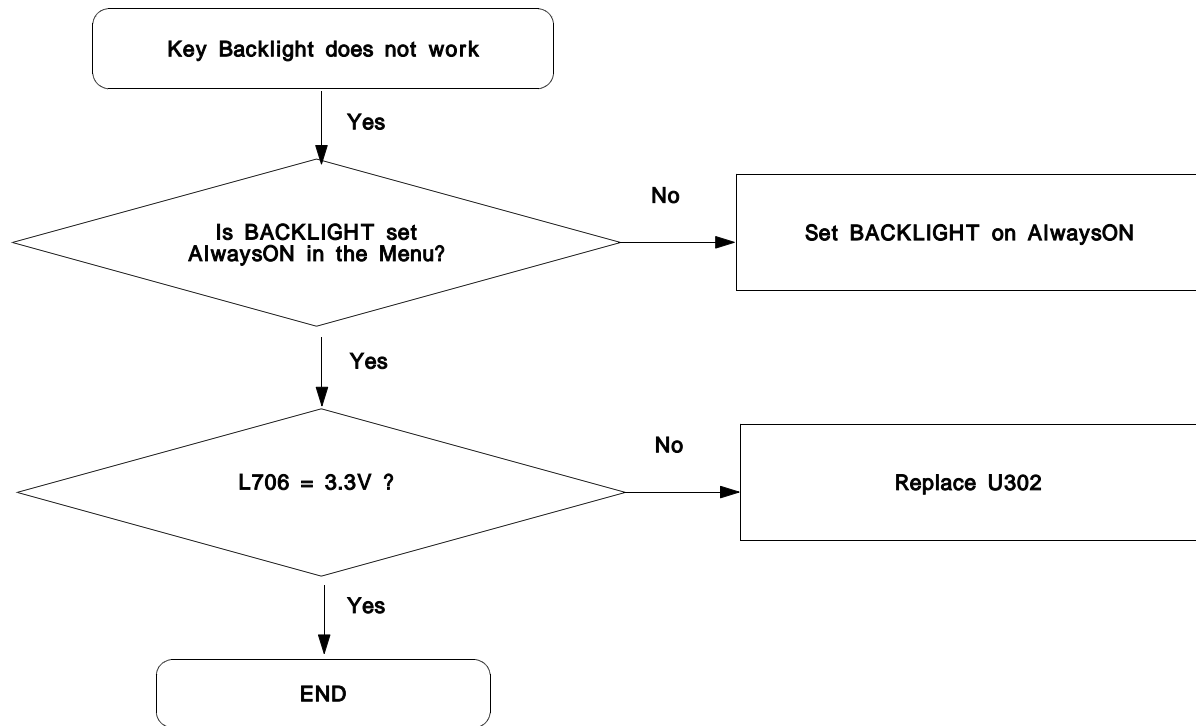 Key Backlight does not work
Yes
Is BACKLIGHT set
AlwaysON in the Menu?
No
Set BACKLIGHT on AlwaysON
Yes
L706 = 3.3V ?
No
Replace U302
Yes
END